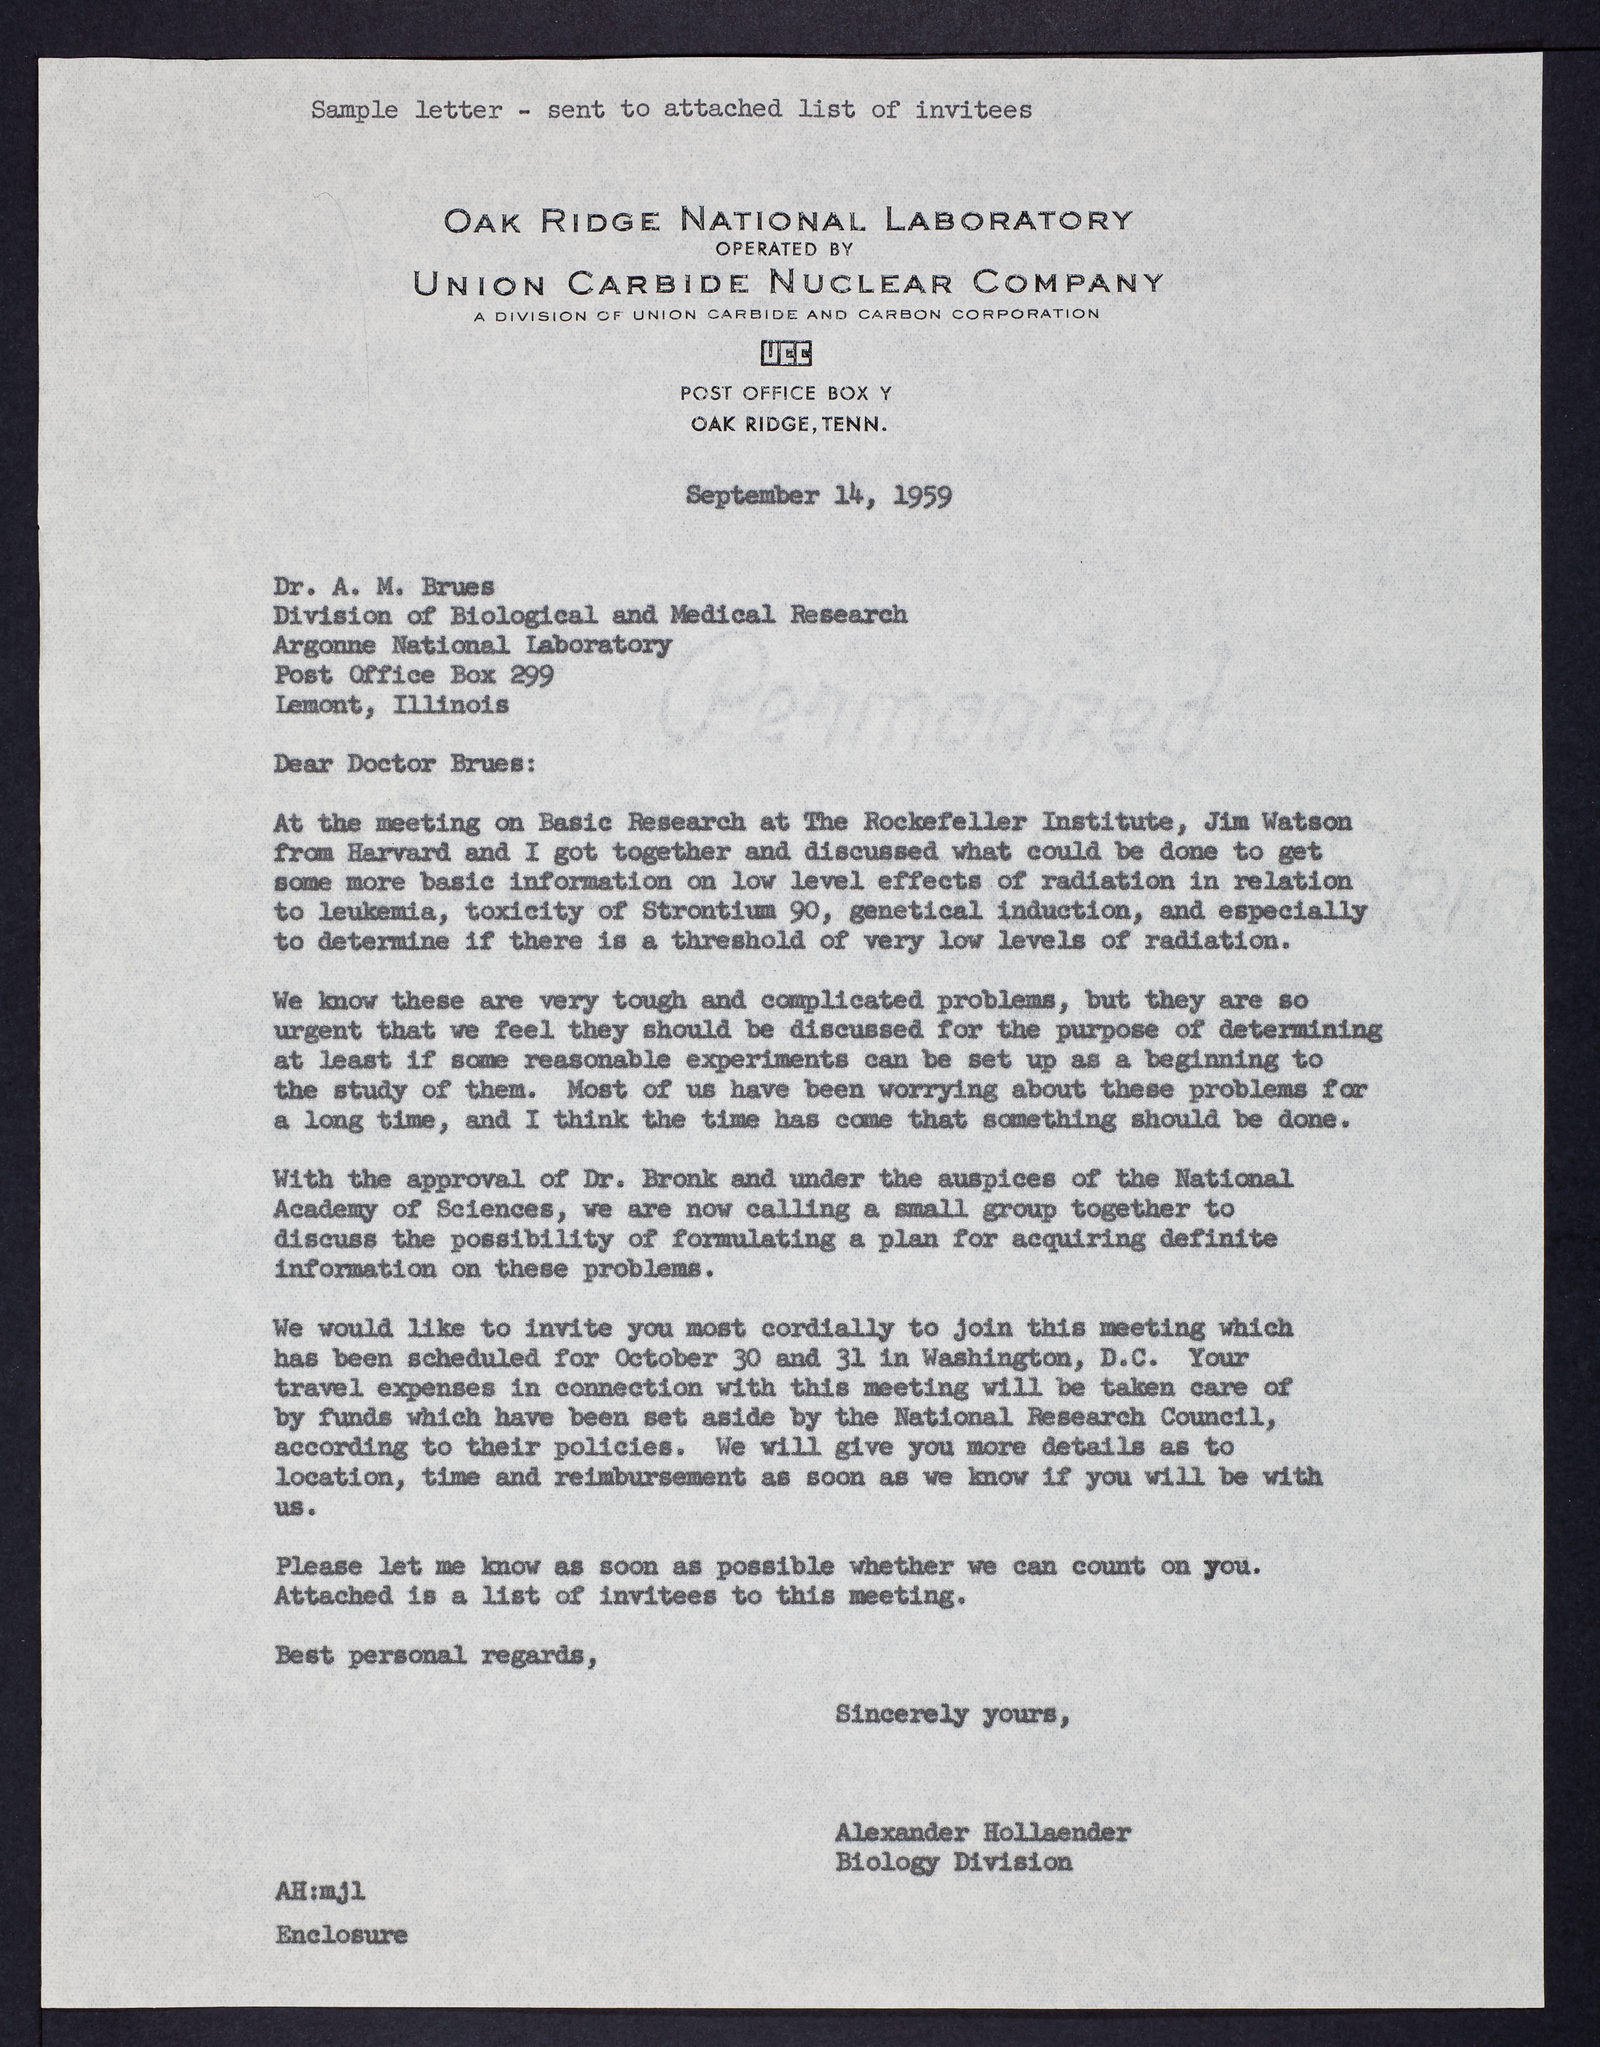 Sample letter - sent to attached list of invitees
OAK RIDGE NATIONAL LABORATORY
OPERATED BY
UNION CARBIDE NUCLEAR COMPANY
A DIVISION OF UNION CARBIDE AND CARBON CORPORATION
UCC
POST OFFICE BOX Y
OAK RIDGE, TENN.
September 14, 1959
Dr. A. M. Brues
Division of Biological and Medical Research
Argonne National Laboratory
Post Office Box 299
Lemont, Illinois
Dear Doctor Brues:
At the meeting on Basic Research at The Rockefeller Institute, Jim Watson
from Harvard and I got together and discussed what could be done to get
some more basic information on low level effects of radiation in relation
to leukemia, toxicity of Strontium 90, genetical induction, and especially
to determine if there is a threshold of very low levels of radiation.
We know these are very tough and complicated problems, but they are so
urgent that we feel they should be discussed for the purpose of determining
at least if some reasonable experiments can be set up as a beginning to
the study of them. Most of us have been worrying about these problems for
a long time, and I think the time has come that something should be done.
With the approval of Dr. Bronk and under the auspices of the National
Academy of Sciences, we are now calling a small group together to
discuss the possibility of formulating a plan for acquiring definite
information on these problems.
We would like to invite you most cordially to join this meeting which
has been scheduled for October 30 and 31 in Washington, D.C. Your
travel expenses in connection with this meeting will be taken care of
by funds which have been set aside by the National Research Council,
according to their policies. We will give you more details as to
location, time and reimbursement as soon as we know if you will be with
us.
Please let me know as soon as possible whether we can count on you.
Attached is a list of invitees to this meeting.
Best personal regards,
Sincerely yours,
Alexander Hollaender
Biology Division
AH:mjl
Enclosure